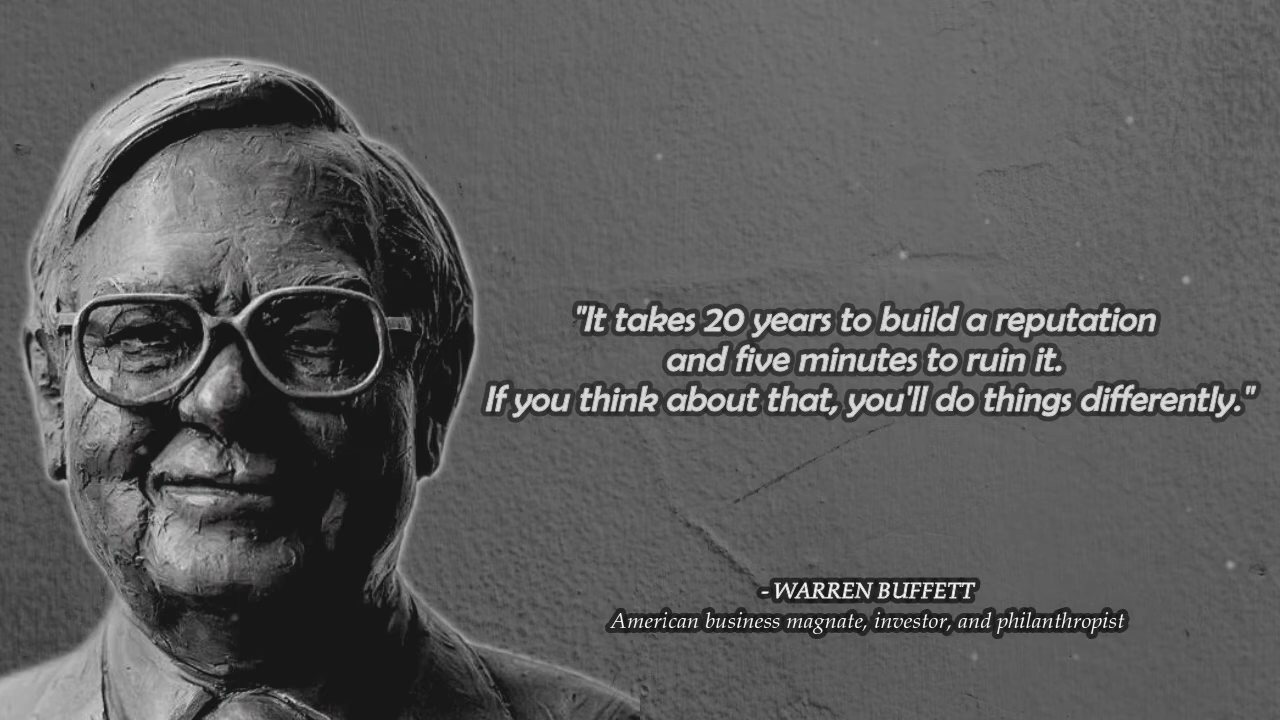 "It takes 20 years to build a reputation
and five minutes to ruin it.
If you think about that, you'll do things differently."
- WARREN BUFFETT
American business magnate, investor, and philanthropist